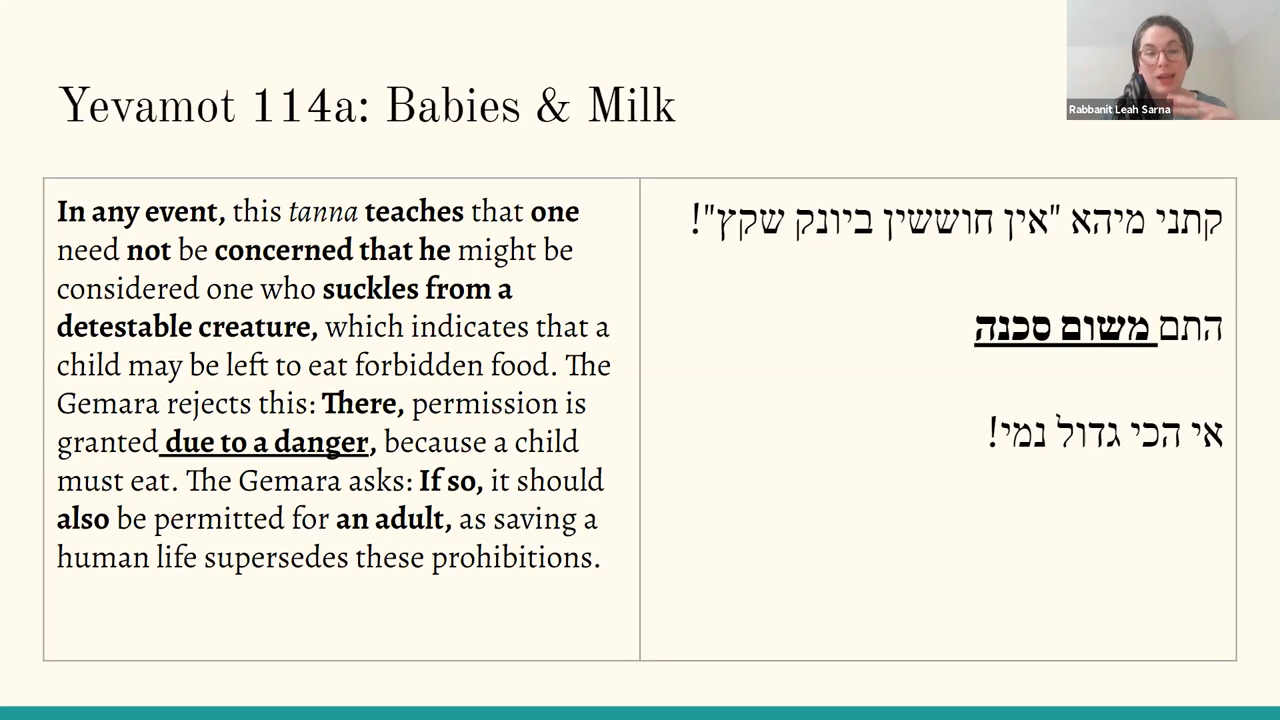 Yevamot 114a: Babies & Milk
Rabbanit Leah Sarna
In any event, this tanna teaches that one
need not be concerned that he might be
considered one who suckles from a
detestable creature, which indicates that a
child may be left to eat forbidden food. The
Gemara rejects this: There, permission is
granted due to a danger, because a child
must eat. The Gemara asks: If so, it should
also be permitted for an adult, as saving a
human life supersedes these prohibitions.
קתני מיהא "אין חוששין ביונק שקץ"!
התם משום סכנה
אי הכי גדול נמי!